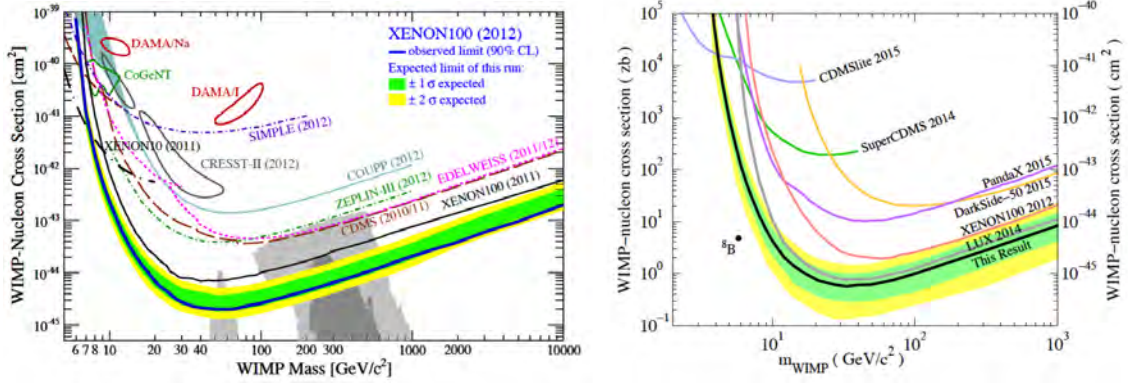 10⁻³⁹
10⁻⁴⁰
10⁻⁴¹
10⁻⁴²
10⁻⁴³
10⁻⁴⁴
10⁻⁴⁵
WIMP-Nucleon Cross Section [cm²]
DAMA/Na
CoGeNT
DAMA/I
SIMPLE (2012)
XENON10 (2011)
CRESST-II (2012)
COUPP (2012)
ZEPLIN-III (2012)
EDELWEISS (2011/12)
CDMS (2010/11)
XENON100 (2011)
XENON100 (2012)
observed limit (90% CL)
Expected limit of this run:
± 1 σ expected
± 2 σ expected
6 7 8 10 20 30 40 100 200 300 1000 2000 10000
WIMP Mass [GeV/c²]
10⁵
10⁴
10³
10²
10¹
10⁰
10⁻¹
WIMP−nucleon cross section (zb)
CDMSlite 2015
SuperCDMS 2014
PandaX 2015
DarkSide−50 2015
XENON100 2012
LUX 2014
This Result
⁸B
10⁻⁴⁰
10⁻⁴¹
10⁻⁴²
10⁻⁴³
10⁻⁴⁴
10⁻⁴⁵
WIMP−nucleon cross section (cm²)
10¹ 10² 10³
m_WIMP (GeV/c²)